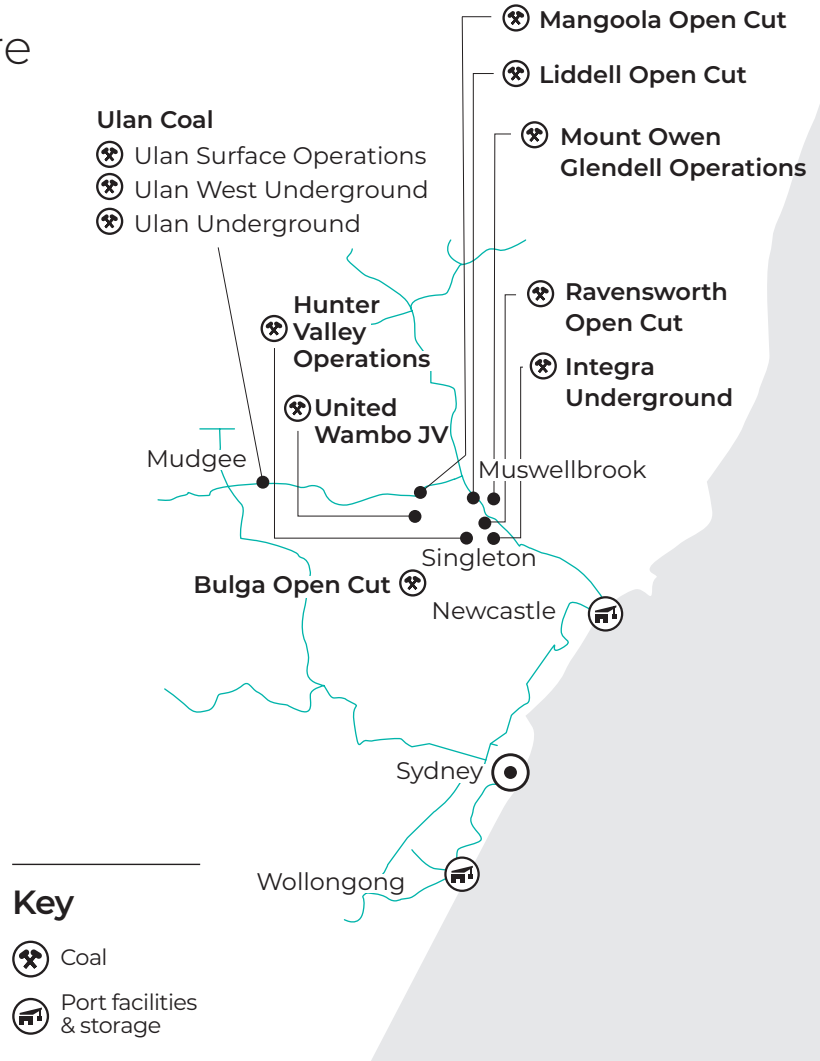 Mangoola Open Cut
Liddell Open Cut
Ulan Coal
Ulan Surface Operations
Ulan West Underground
Ulan Underground
Mount Owen
Glendell Operations
Hunter
Valley
Operations
Ravensworth
Open Cut
Integra
Underground
United
Wambo JV
Mudgee
Muswellbrook
Singleton
Bulga Open Cut
Newcastle
Sydney
Wollongong
Key
Coal
Port facilities
& storage